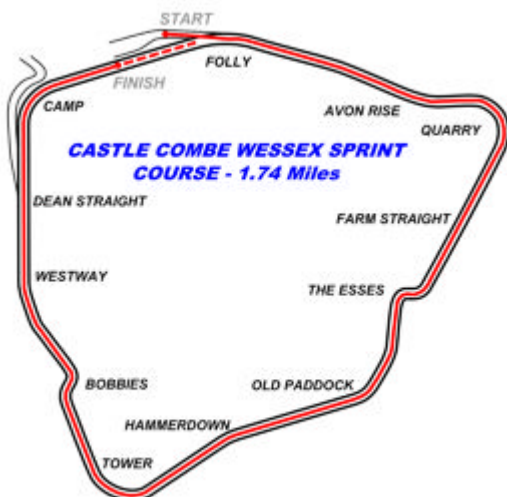 START
FOLLY
FINISH
CAMP
AVON RISE
QUARRY
CASTLE COMBE WESSEX SPRINT
COURSE - 1.74 Miles
DEAN STRAIGHT
FARM STRAIGHT
WESTWAY
THE ESSES
BOBBIES
OLD PADDOCK
HAMMERDOWN
TOWER